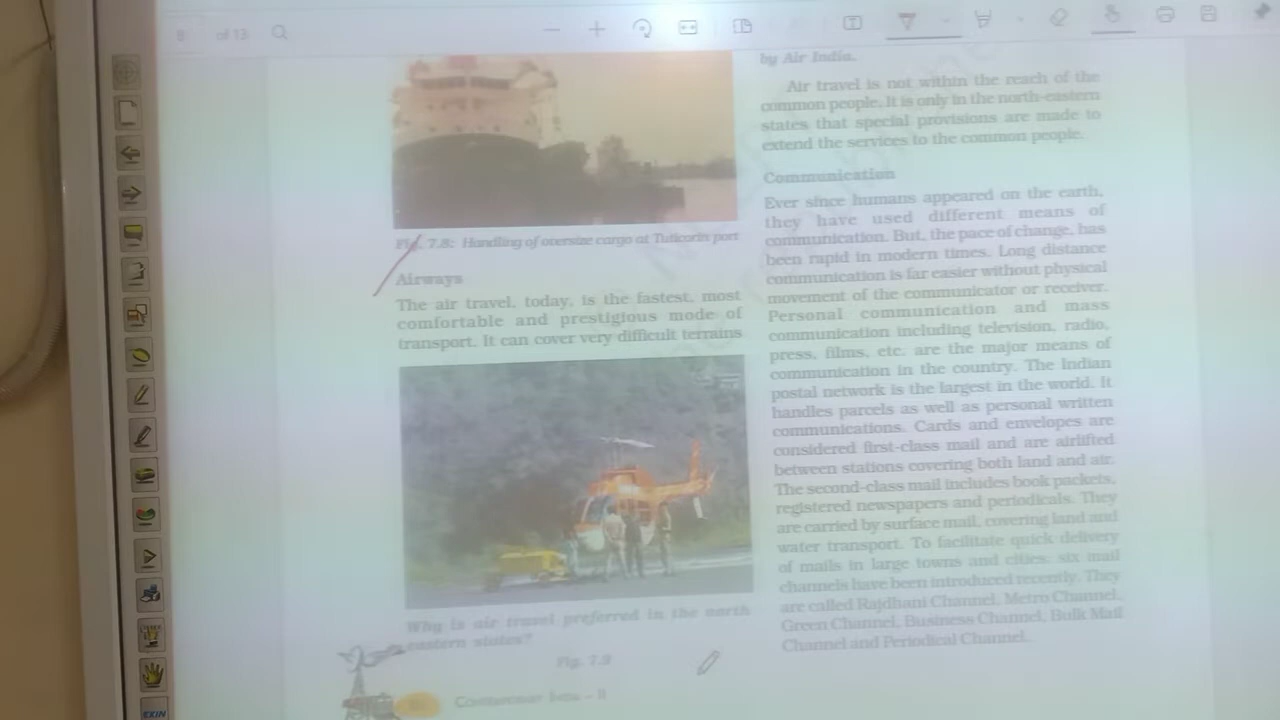 8 of 13
Fig. 7.8: Handling of oversize cargo at Tuticorin port
Airways
The air travel, today, is the fastest, most
comfortable and prestigious mode of
transport. It can cover very difficult terrains
Why is air travel preferred in the north
eastern states?
Fig. 7.9
Contemporary India – II
by Air India.
Air travel is not within the reach of the
common people. It is only in the north-eastern
states that special provisions are made to
extend the services to the common people.
Communication
Ever since humans appeared on the earth,
they have used different means of
communication. But, the pace of change, has
been rapid in modern times. Long distance
communication is far easier without physical
movement of the communicator or receiver.
Personal communication and mass
communication including television, radio,
press, films, etc. are the major means of
communication in the country. The Indian
postal network is the largest in the world. It
handles parcels as well as personal written
communications. Cards and envelopes are
considered first-class mail and are airlifted
between stations covering both land and air.
The second-class mail includes book packets,
registered newspapers and periodicals. They
are carried by surface mail, covering land and
water transport. To facilitate quick delivery
of mails in large towns and cities, six mail
channels have been introduced recently. They
are called Rajdhani Channel, Metro Channel,
Green Channel, Business Channel, Bulk Mail
Channel and Periodical Channel.
EXIN